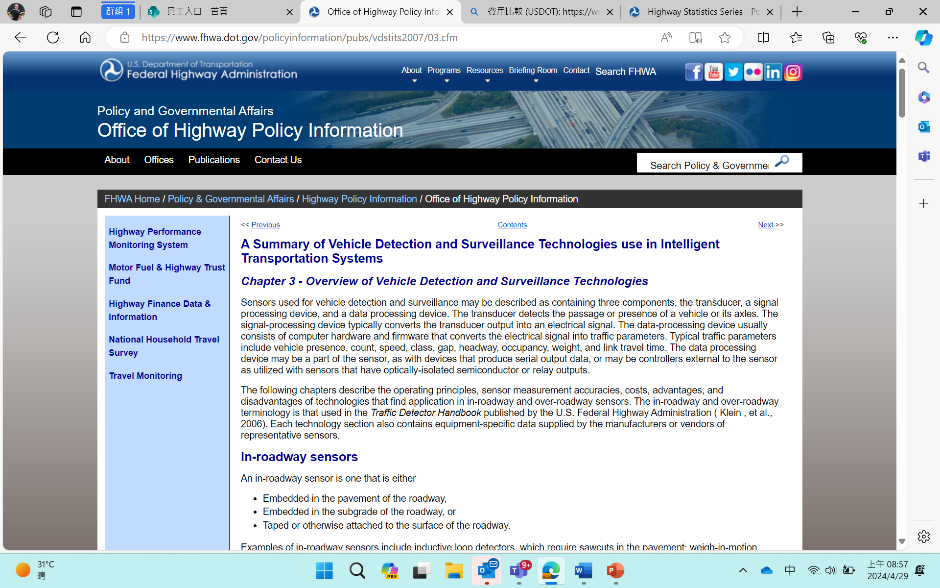 群組 1
員工入口 - 首頁
Office of Highway Policy Info
(USDOT): https://w
Highway Statistics Series - Po
https://www.fhwa.dot.gov/policyinformation/pubs/vdstits2007/03.cfm
U.S. Department of Transportation
Federal Highway Administration
About Programs Resources Briefing Room Contact Search FHWA
Policy and Governmental Affairs
Office of Highway Policy Information
About Offices Publications Contact Us
Search Policy & Governme
FHWA Home / Policy & Governmental Affairs / Highway Policy Information / Office of Highway Policy Information
Highway Performance
Monitoring System
Motor Fuel & Highway Trust
Fund
Highway Finance Data &
Information
National Household Travel
Survey
Travel Monitoring
<< Previous Contents Next >>
A Summary of Vehicle Detection and Surveillance Technologies use in Intelligent
Transportation Systems
Chapter 3 - Overview of Vehicle Detection and Surveillance Technologies
Sensors used for vehicle detection and surveillance may be described as containing three components, the transducer, a signal
processing device, and a data processing device. The transducer detects the passage or presence of a vehicle or its axles. The
signal-processing device typically converts the transducer output into an electrical signal. The data-processing device usually
consists of computer hardware and firmware that converts the electrical signal into traffic parameters. Typical traffic parameters
include vehicle presence, count, speed, class, gap, headway, occupancy, weight, and link travel time. The data processing
device may be a part of the sensor, as with devices that produce serial output data, or may be controllers external to the sensor
as utilized with sensors that have optically-isolated semiconductor or relay outputs.
The following chapters describe the operating principles, sensor measurement accuracies, costs, advantages, and
disadvantages of technologies that find application in in-roadway and over-roadway sensors. The in-roadway and over-roadway
terminology is that used in the Traffic Detector Handbook published by the U.S. Federal Highway Administration ( Klein , et al.,
2006). Each technology section also contains equipment-specific data supplied by the manufacturers or vendors of
representative sensors.
In-roadway sensors
An in-roadway sensor is one that is either
• Embedded in the pavement of the roadway,
• Embedded in the subgrade of the roadway, or
• Taped or otherwise attached to the surface of the roadway.
Examples of in-roadway sensors include inductive loop detectors, which require sawcuts in the pavement; weigh-in-motion
31°C
中
上午 08:57
2024/4/29